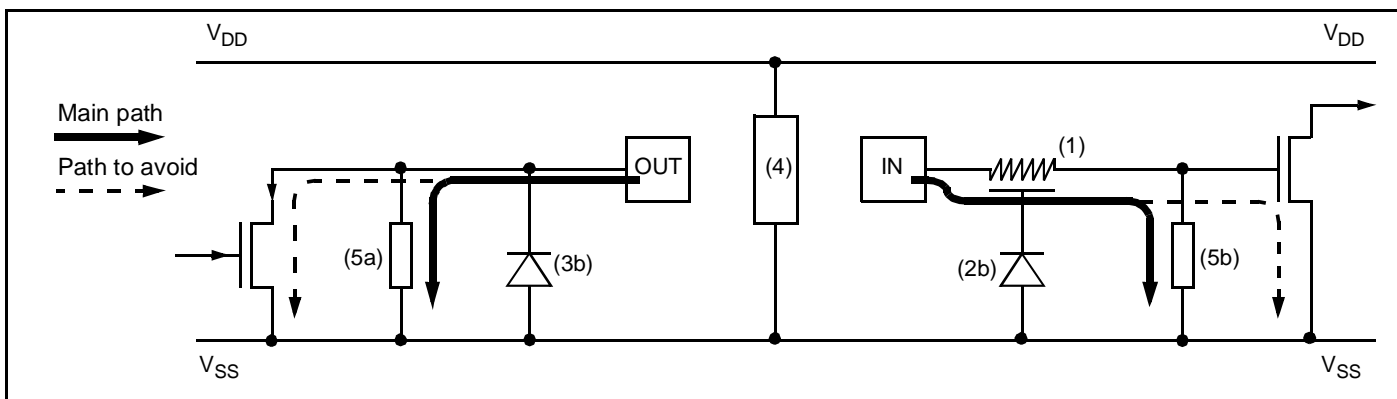 VDD
VDD
Main path
Path to avoid
OUT
(4)
IN
(1)
(5a)
(3b)
(2b)
(5b)
VSS
VSS